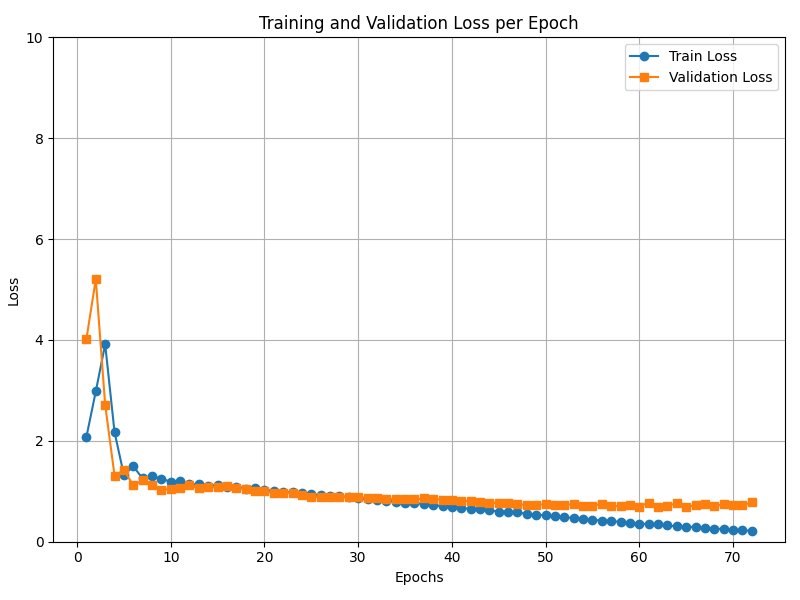 Training and Validation Loss per Epoch
Train Loss
Validation Loss
10
8
6
4
2
0
Loss
0 10 20 30 40 50 60 70
Epochs